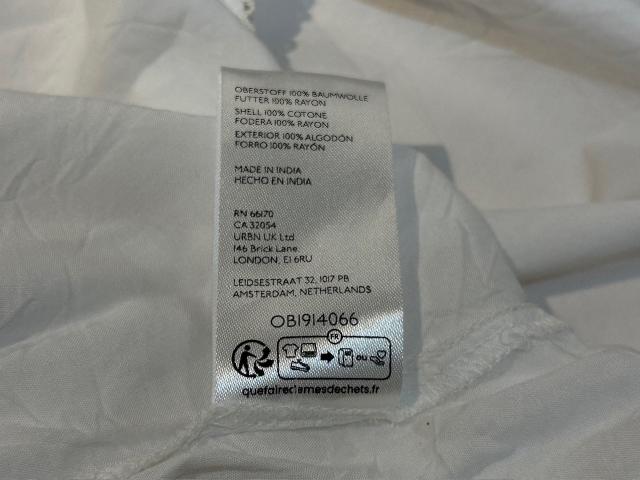 OBERSTOFF 100% BAUMWOLLE
FUTTER 100% RAYON
SHELL 100% COTONE
FODERA 100% RAYON
EXTERIOR 100% ALGODÓN
FORRO 100% RAYÓN
MADE IN INDIA
HECHO EN INDIA
RN 66170
CA 32054
URBN UK Ltd
146 Brick Lane.
LONDON, E1 6RU
LEIDSESTRAAT 32, 1017 PB
AMSTERDAM, NETHERLANDS
OB1914066
FR
OU
quefairedemesdechets.fr